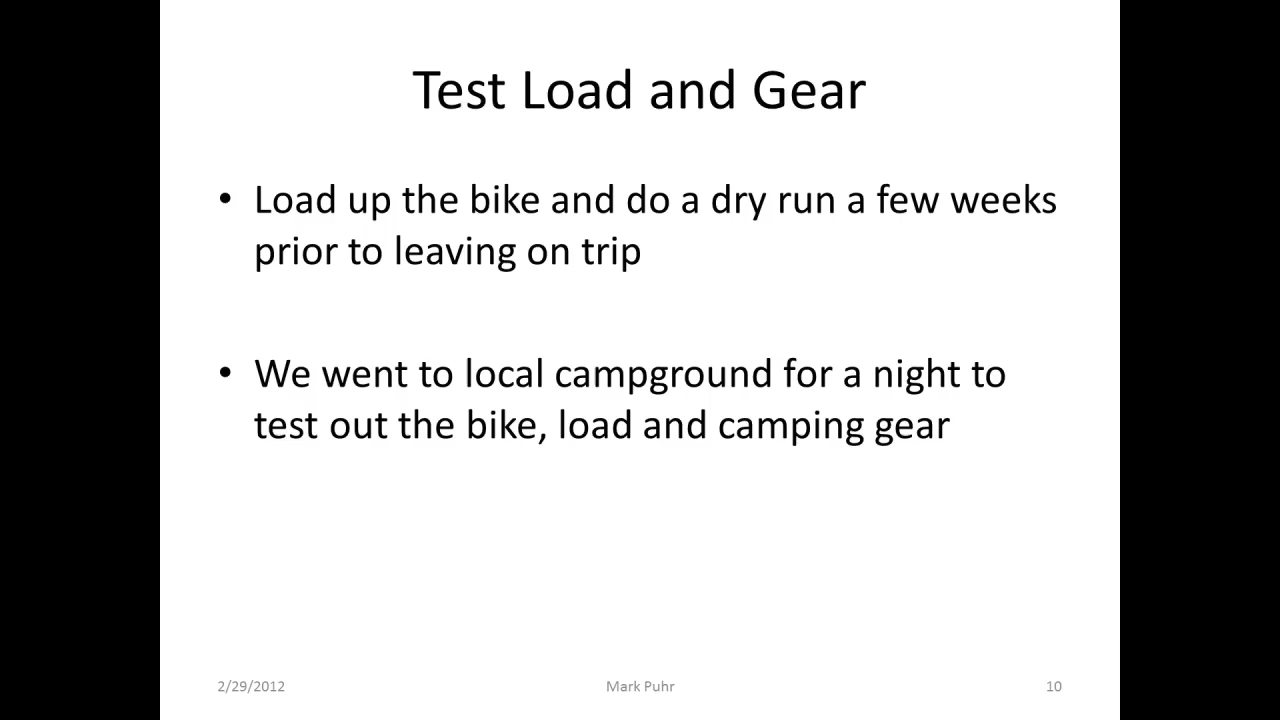 Test Load and Gear
• Load up the bike and do a dry run a few weeks
prior to leaving on trip
• We went to local campground for a night to
test out the bike, load and camping gear
2/29/2012
Mark Puhr
10